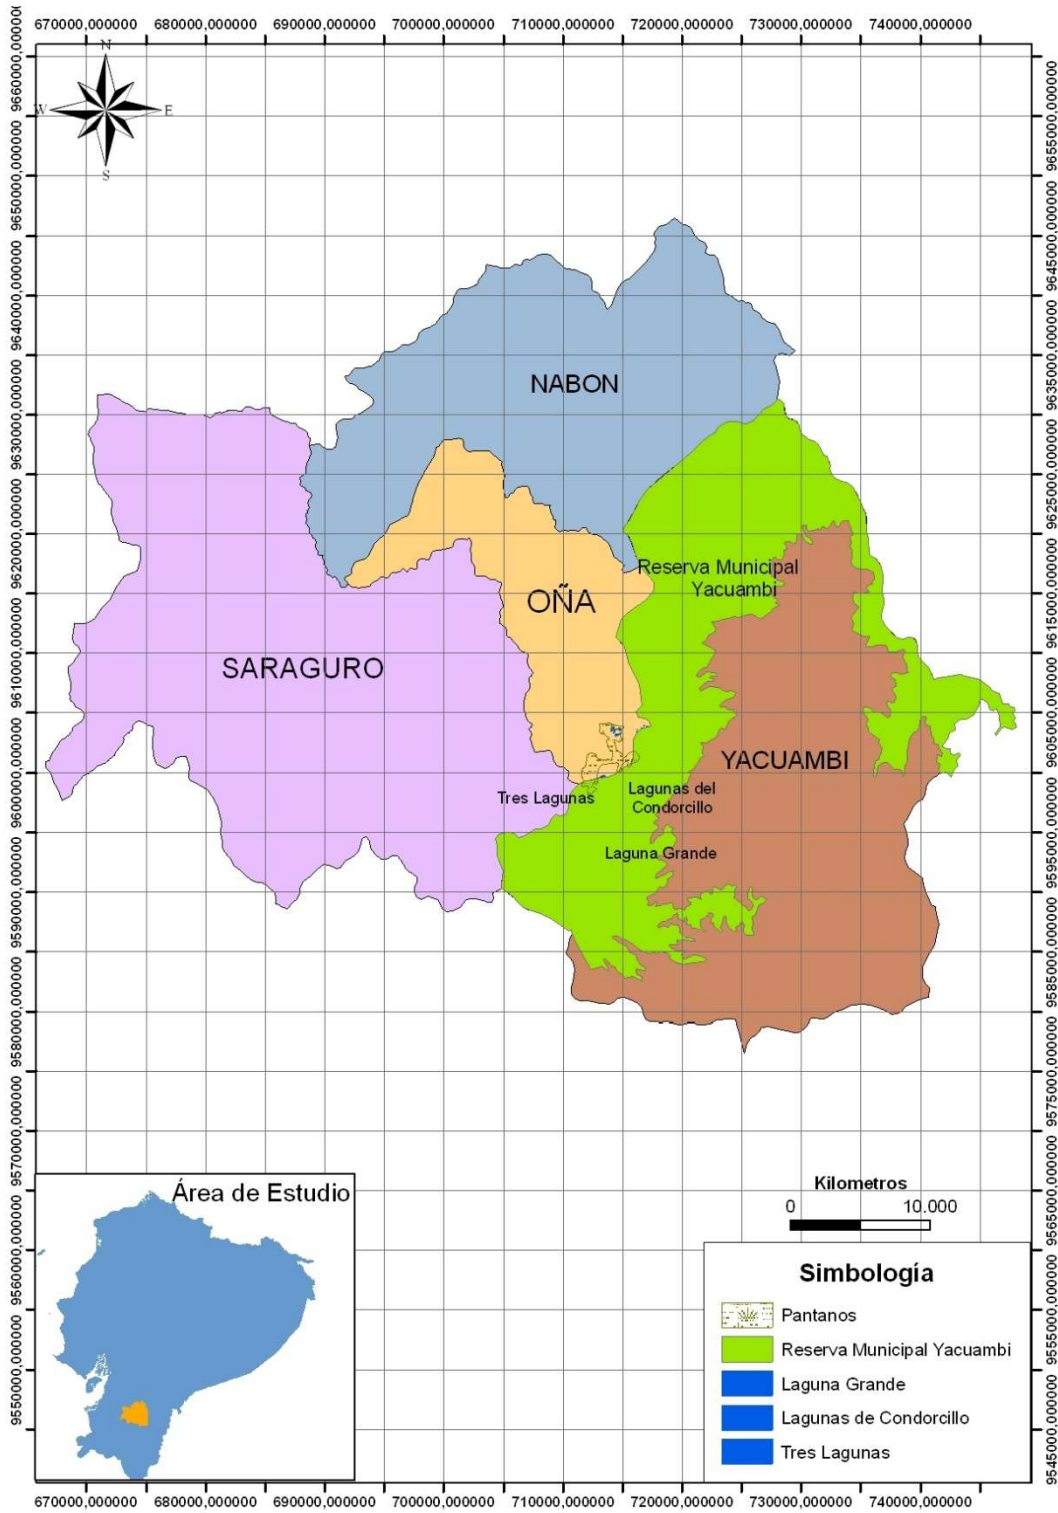 670000,000000 680000,000000 690000,000000 700000,000000 710000,000000 720000,000000 730000,000000 740000,000000
N
W E
S
9660000,000000
9655000,000000
9650000,000000
9645000,000000
9640000,000000
9635000,000000
9630000,000000
9625000,000000
9620000,000000
9615000,000000
9610000,000000
9605000,000000
9600000,000000
9595000,000000
9590000,000000
9585000,000000
9580000,000000
9575000,000000
9570000,000000
9565000,000000
9560000,000000
9555000,000000
9550000,000000
9545000,000000
NABON
Reserva Municipal
Yacuambi
OÑA
SARAGURO
YACUAMBI
Tres Lagunas
Lagunas del
Condorcillo
Laguna Grande
Área de Estudio
Kilometros
0 10.000
Simbología
Pantanos
Reserva Municipal Yacuambi
Laguna Grande
Lagunas de Condorcillo
Tres Lagunas
670000,000000 680000,000000 690000,000000 700000,000000 710000,000000 720000,000000 730000,000000 740000,000000